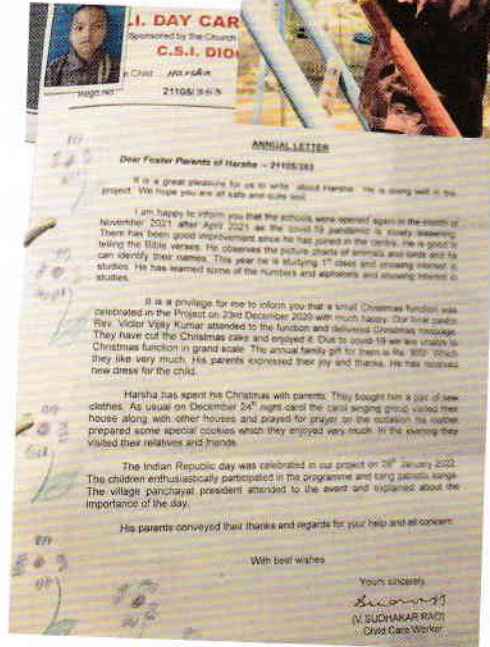 .I. DAY CAR
Sponsored by the Church
C.S.I. DIO
Child Harsha
Regd No 21105/363
ANNUAL LETTER
Dear Foster Parents of Harsha – 21105/363
It is a great pleasure for us to write about Harsha. He is doing well in the
project. We hope you are all safe and quite well.
I am happy to inform you that the schools were opened again in the month of
November 2021 after April 2021 as the covid-19 pandemic is slowly lessening.
There has been good improvement since he has joined in the centre. He is good in
telling the Bible verses. He observes the picture charts of animals and birds and he
can identify their names. This year he is studying 1st class and showing interest in
studies. He has learned some of the numbers and alphabets and showing interest in
studies.
It is a privilege for me to inform you that a small Christmas function was
celebrated in the Project on 23rd December 2020 with much happy. Our local pastor
Rev. Victor Vijay Kumar attended to the function and delivered Christmas message.
They have cut the Christmas cake and enjoyed it. Due to covid-19 we are unable to
Christmas function in grand scale. The annual family gift for them is Rs. Which
they like very much. His parents expressed their joy and thanks. He has received
new dress for the child.
Harsha has spent his Christmas with parents. They bought him a pair of new
clothes. As usual on December 24th night carol the carol singing group visited their
house along with other houses and prayed for prayer on the occasion his mother
prepared some special cookies which they enjoyed very much. In the evening they
visited their relatives and friends.
The Indian Republic day was celebrated in our project on 26th January 2022.
The children enthusiastically participated in the programme and sang patriotic songs.
The village panchayat president attended to the event and explained about the
importance of the day.
His parents conveyed their thanks and regards for your help and all concern.
With best wishes
Yours sincerely
(V. SUDHAKAR RAO)
Child Care Worker